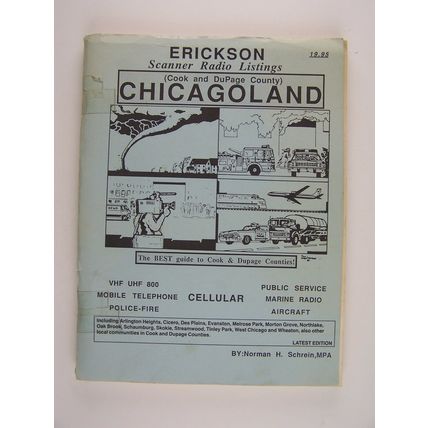 ERICKSON
19.95
Scanner Radio Listings
(Cook and DuPage County)
CHICAGOLAND
The BEST guide to Cook & Dupage Counties!
VHF UHF 800
PUBLIC SERVICE
MOBILE TELEPHONE
CELLULAR
MARINE RADIO
POLICE-FIRE
AIRCRAFT
Including Arlington Heights, Cicero, Des Plains, Evanston, Melrose Park, Morton Grove, Northlake,
Oak Brook, Schaumburg, Skokie, Streamwood, Tinley Park, West Chicago and Wheaton, also other
local communities in Cook and Dupage Counties.
LATEST EDITION
BY:Norman H. Schrein,MPA